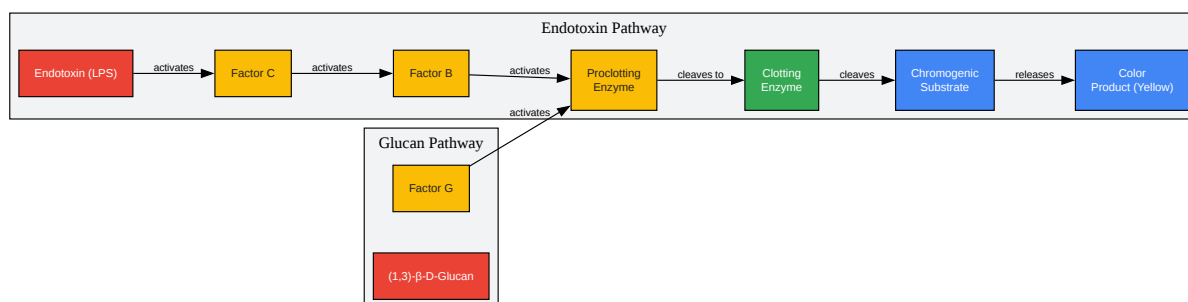 Endotoxin Pathway
Endotoxin (LPS)
activates
Factor C
activates
Factor B
activates
Proclotting
Enzyme
cleaves to
Clotting
Enzyme
cleaves
Chromogenic
Substrate
releases
Color
Product (Yellow)
activates
Glucan Pathway
Factor G
(1,3)-β-D-Glucan